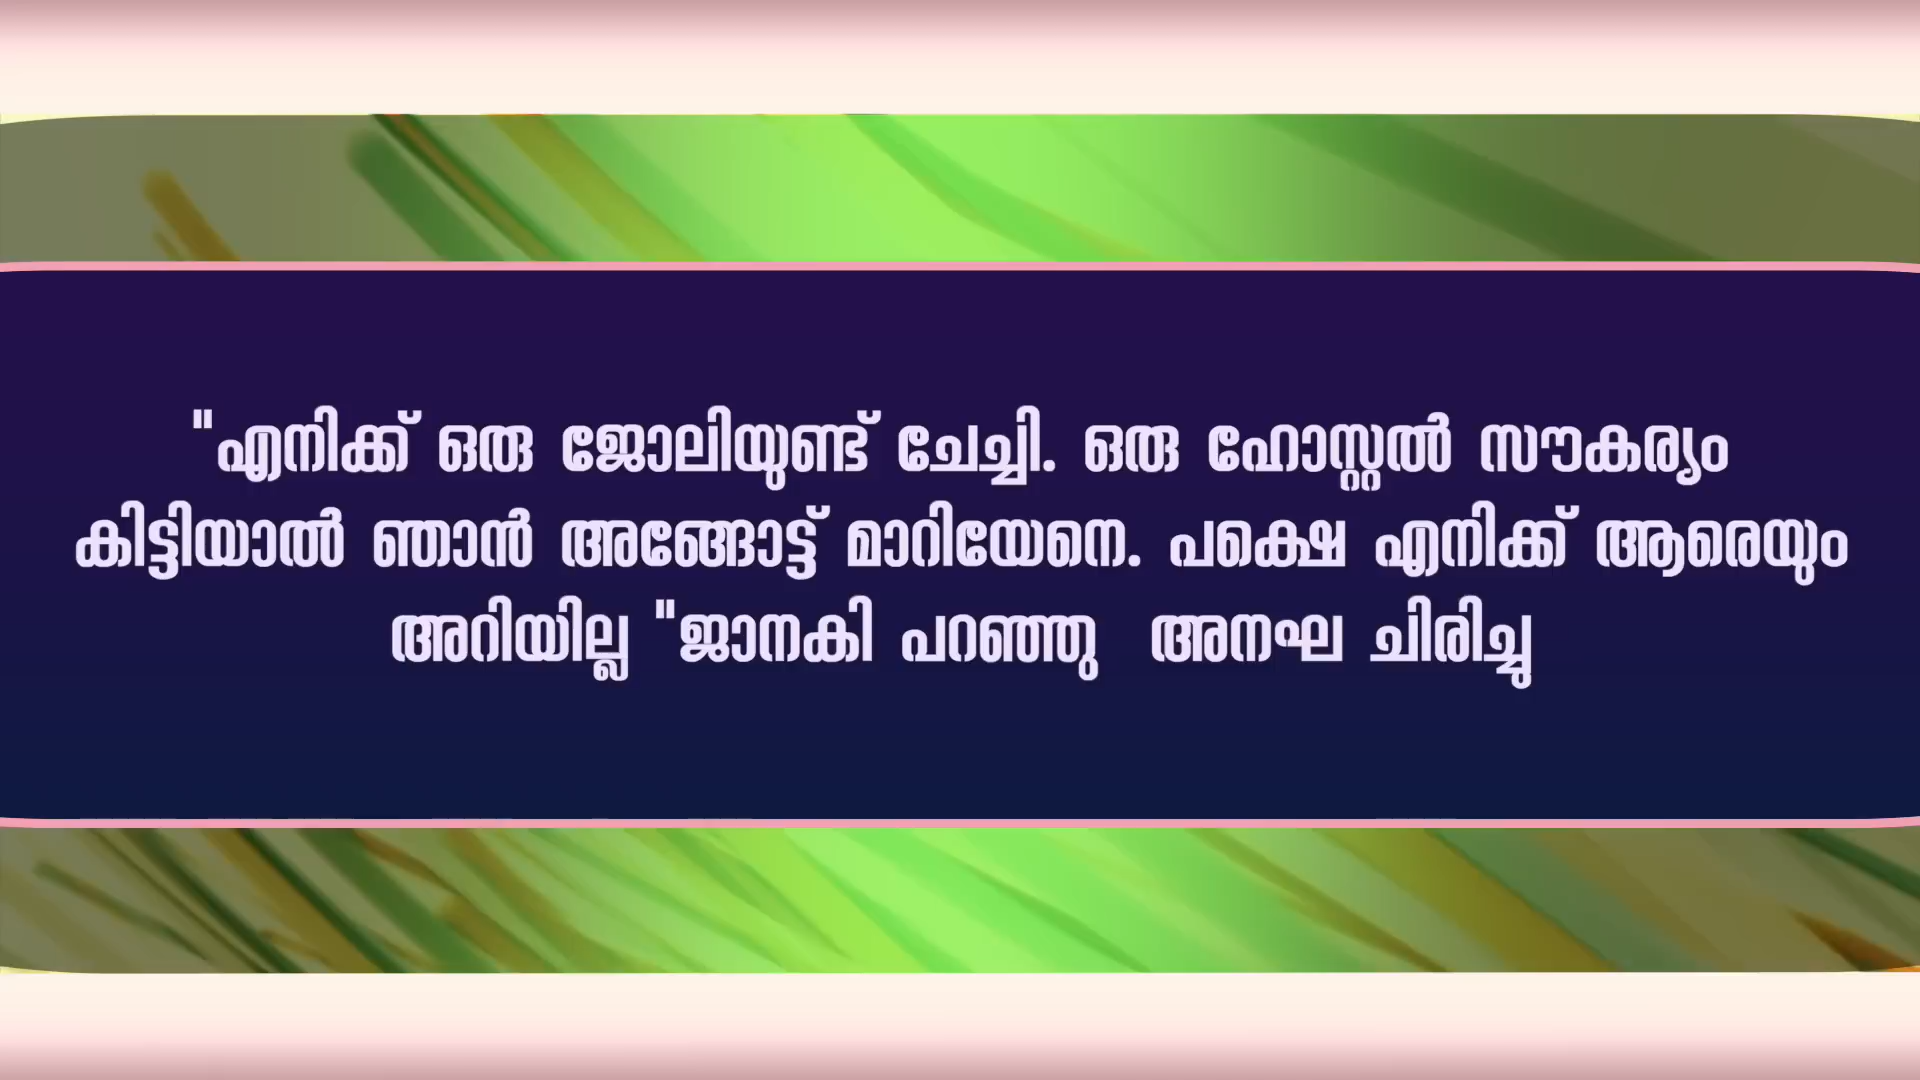 "എനിക്ക് ഒരു ജോലിയുണ്ട് ചേച്ചി. ഒരു ഹോസ്റ്റൽ സൗകര്യം
കിട്ടിയാൽ ഞാൻ അങ്ങോട്ട് മാറിയേനെ. പക്ഷെ എനിക്ക് ആരെയും
അറിയില്ല "ജാനകി പറഞ്ഞു  അനഘ ചിരിച്ചു